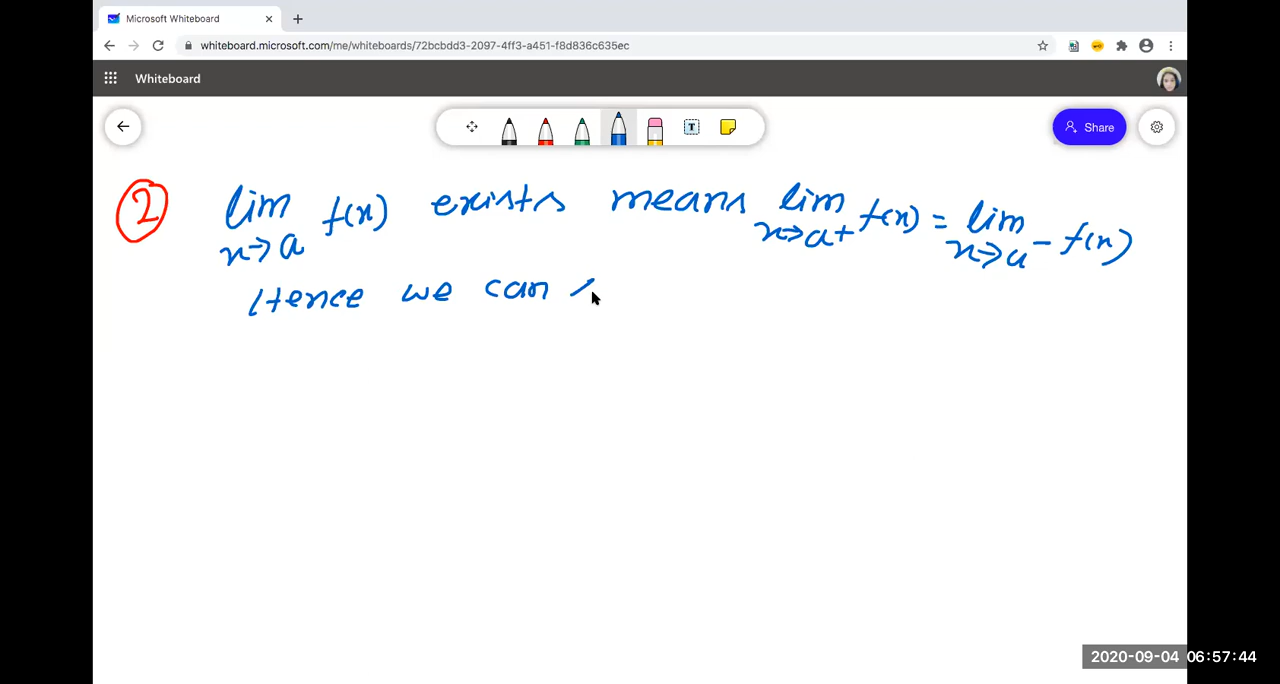 Microsoft Whiteboard
whiteboard.microsoft.com/me/whiteboards/72bcbdd3-2097-4ff3-a451-f8d836c635ec
Whiteboard
T
Share
2 lim f(x) exists means lim f(x) = lim f(x)
x→a x→a+ x→a-
Hence we can
2020-09-04 06:57:44